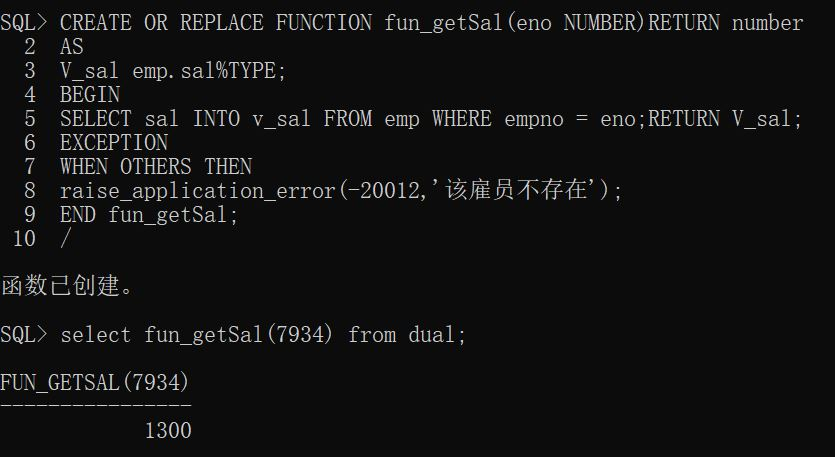 SQL> CREATE OR REPLACE FUNCTION fun_getSal(eno NUMBER)RETURN number
2 AS
3 V_sal emp.sal%TYPE;
4 BEGIN
5 SELECT sal INTO v_sal FROM emp WHERE empno = eno;RETURN V_sal;
6 EXCEPTION
7 WHEN OTHERS THEN
8 raise_application_error(-20012,'该雇员不存在');
9 END fun_getSal;
10 /
函数已创建。
SQL> select fun_getSal(7934) from dual;
FUN_GETSAL(7934)
----------------
1300